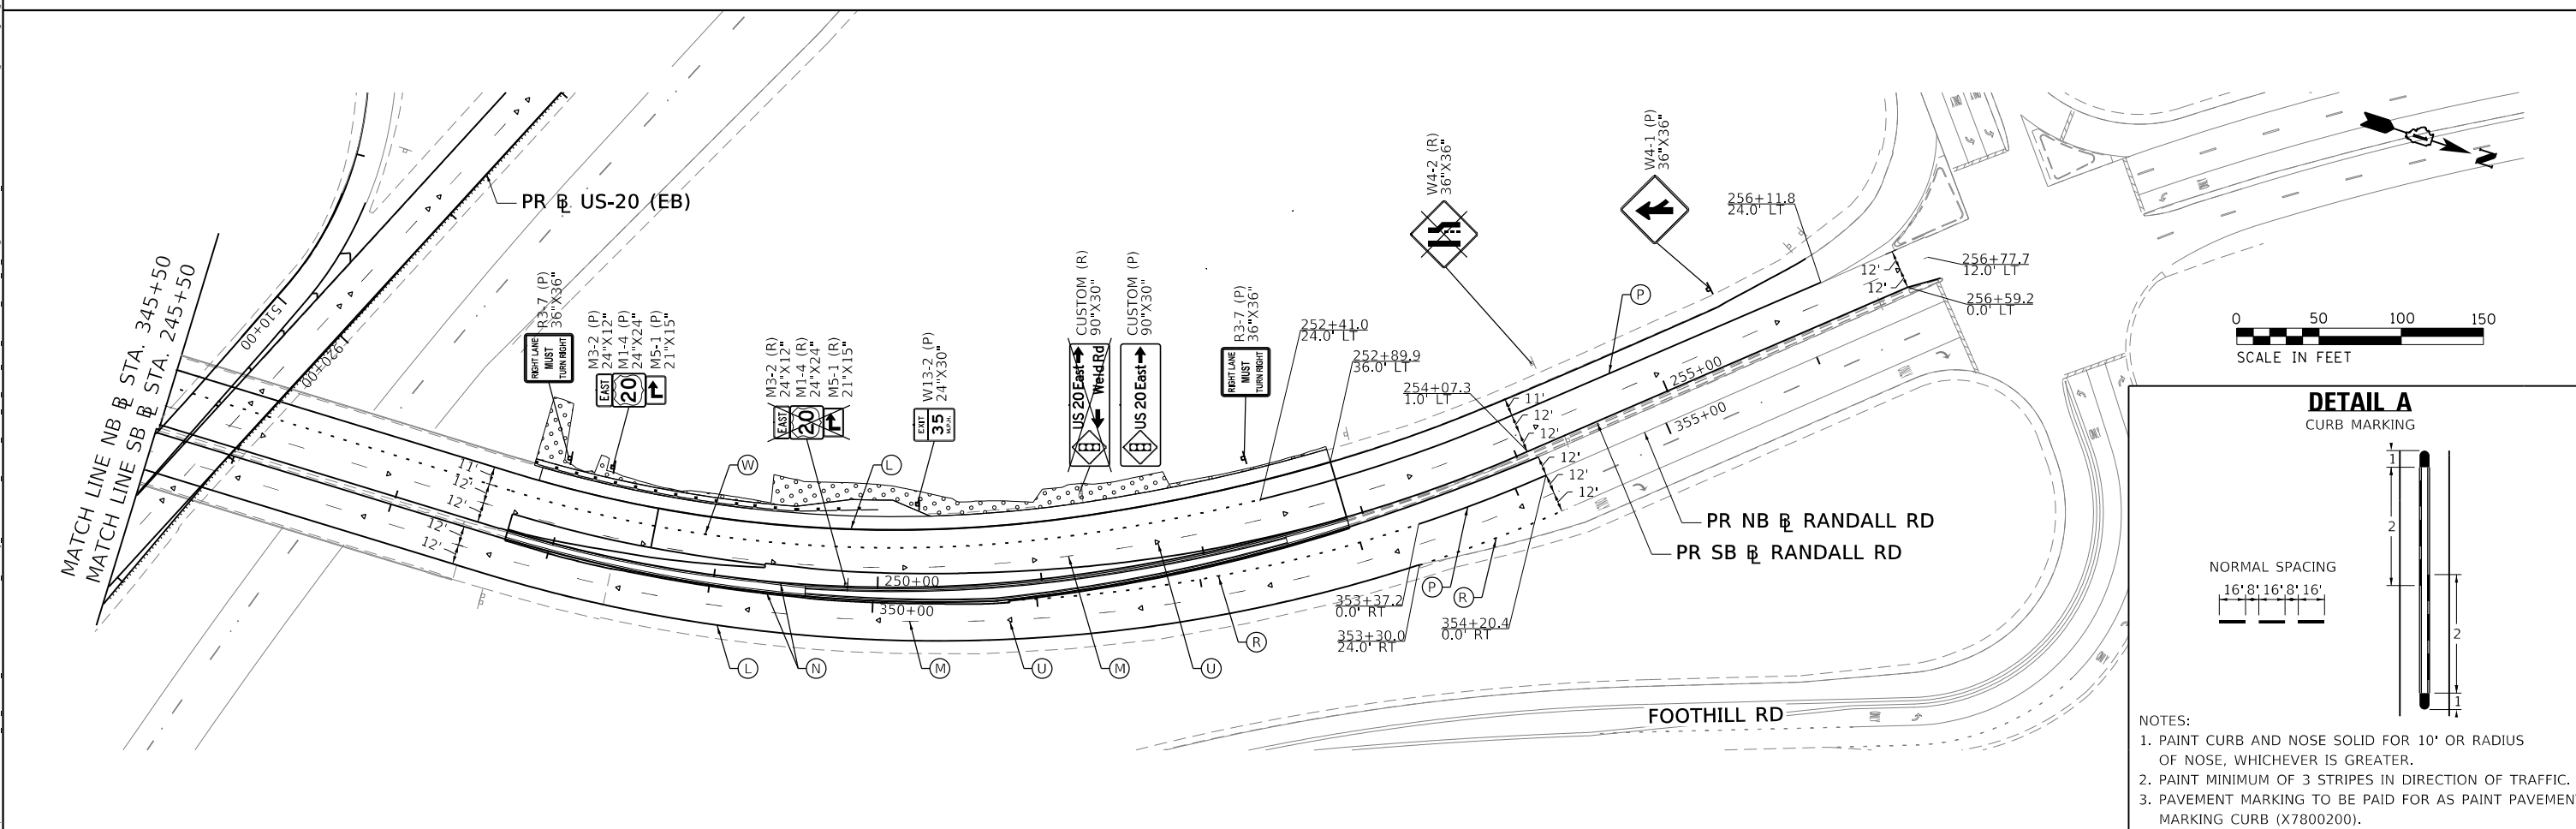 MATCH LINE NB BL STA. 345+50
MATCH LINE SB BL STA. 245+50
510+00
920+00
PR BL US-20 (EB)
R3-7 (P)
36"X36"
RIGHT LANE
MUST
TURN RIGHT
M3-2 (P)
24"X12"
M1-4 (P)
24"X24"
M5-1 (P)
21"X15"
EAST
20
M3-2 (R)
24"X12"
M1-4 (R)
24"X24"
M5-1 (R)
21"X15"
EAST
20
W13-2 (P)
24"X30"
EXIT
35
M.P.H.
CUSTOM (R)
90"X30"
US 20 East
Weld Rd
CUSTOM (P)
90"X30"
US 20 East
R3-7 (P)
36"X36"
RIGHT LANE
MUST
TURN RIGHT
W4-2 (R)
36"X36"
W4-1 (P)
36"X36"
252+41.0
24.0' LT
252+89.9
36.0' LT
254+07.3
1.0' LT
256+11.8
24.0' LT
256+77.7
12.0' LT
256+59.2
0.0' LT
12'
12'
11'
12'
12'
12'
12'
12'
11'
12'
12'
12'
12'
W
L
P
255+00
355+00
250+00
350+00
PR NB BL RANDALL RD
PR SB BL RANDALL RD
353+37.2
0.0' RT
353+30.0
24.0' RT
354+20.4
0.0' RT
P
R
R
L
N
M
U
M
U
FOOTHILL RD
ONLY
N
0 50 100 150
SCALE IN FEET
DETAIL A
CURB MARKING
1
2
2
1
NORMAL SPACING
16' 8' 16' 8' 16'
NOTES:
1. PAINT CURB AND NOSE SOLID FOR 10' OR RADIUS
OF NOSE, WHICHEVER IS GREATER.
2. PAINT MINIMUM OF 3 STRIPES IN DIRECTION OF TRAFFIC.
3. PAVEMENT MARKING TO BE PAID FOR AS PAINT PAVEMEN
MARKING CURB (X7800200).